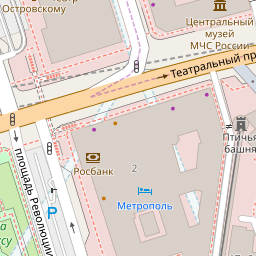 Островскому
Центральный
музей
МЧС России
Театральный пр
Птичья
башня
Росбанк
2
Метрополь
площадь Революции
P